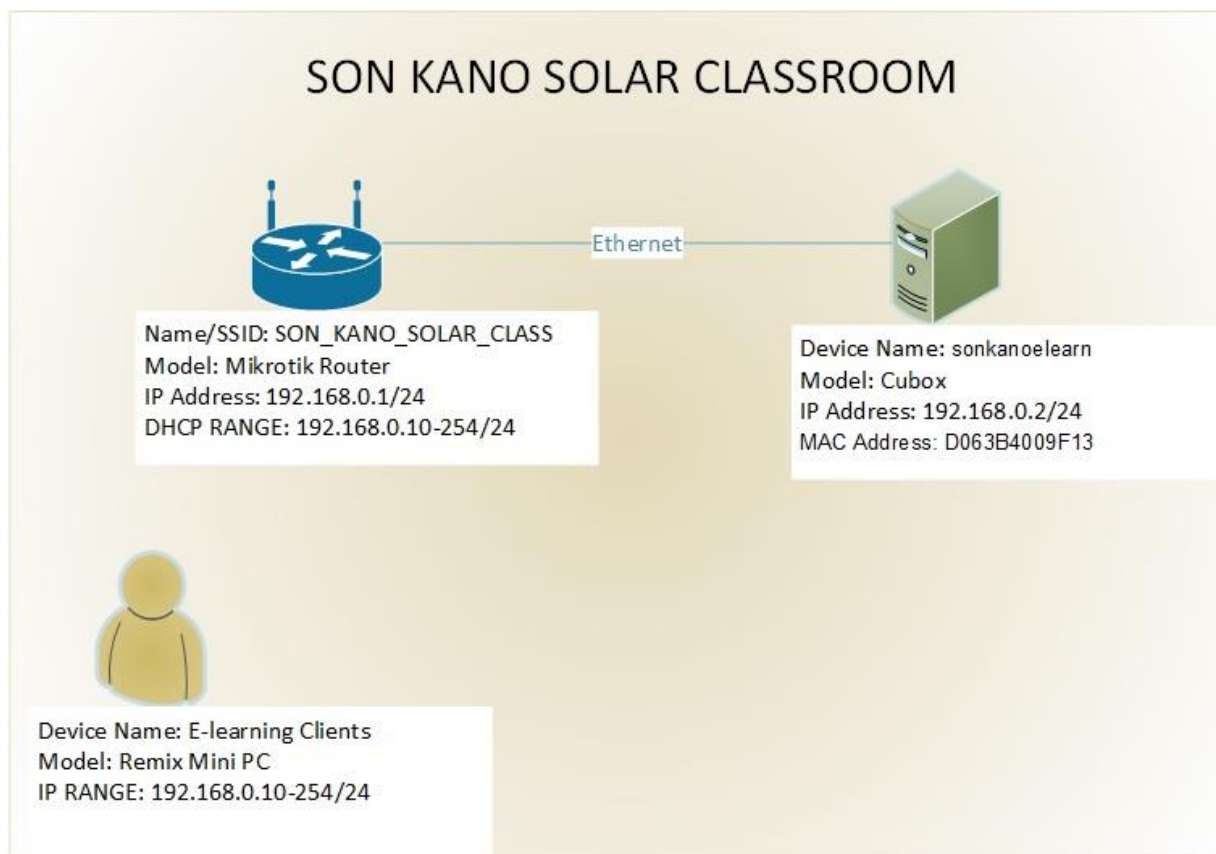 SON KANO SOLAR CLASSROOM
Ethernet
Name/SSID: SON_KANO_SOLAR_CLASS
Model: Mikrotik Router
IP Address: 192.168.0.1/24
DHCP RANGE: 192.168.0.10-254/24
Device Name: sonkanoelearn
Model: Cubox
IP Address: 192.168.0.2/24
MAC Address: D063B4009F13
Device Name: E-learning Clients
Model: Remix Mini PC
IP RANGE: 192.168.0.10-254/24